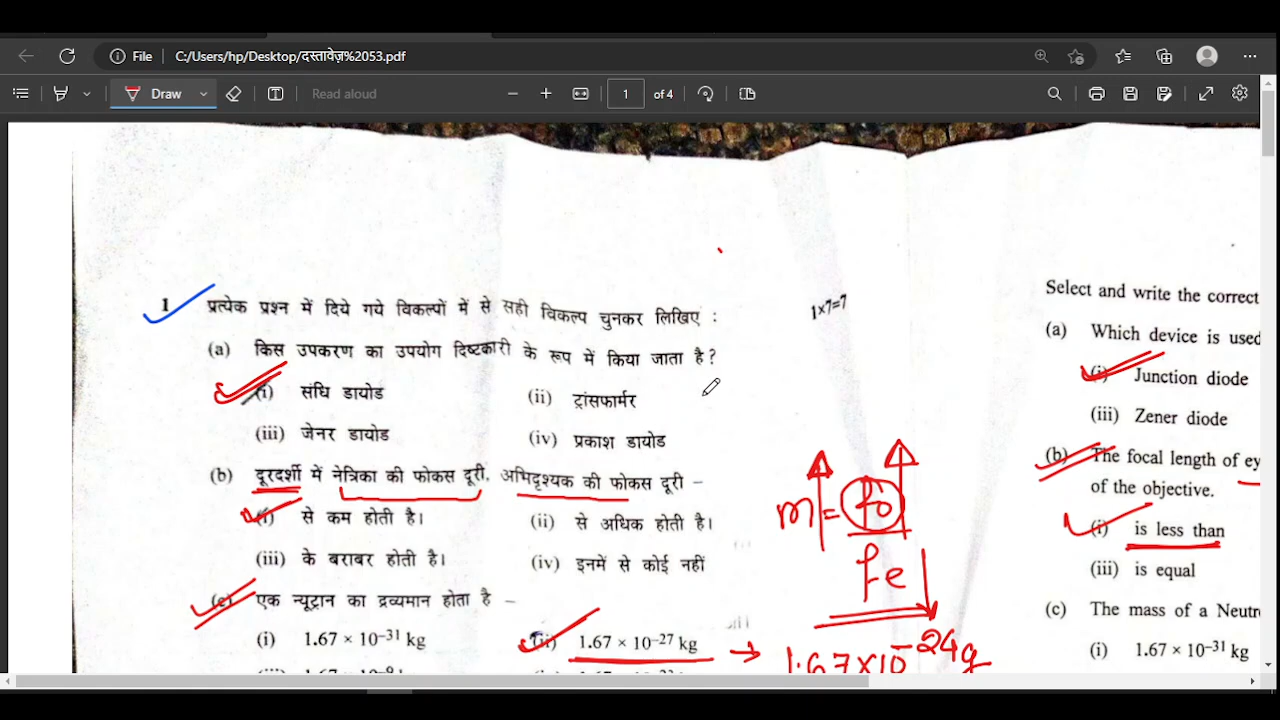 File C:/Users/hp/Desktop/दस्तावेज़%2053.pdf
Draw Read aloud 1 of 4
1 प्रत्येक प्रश्न में दिये गये विकल्पों में से सही विकल्प चुनकर लिखिए : 1×7=7
(a) किस उपकरण का उपयोग दिष्टकारी के रूप में किया जाता है?
(i) संधि डायोड (ii) ट्रांसफार्मर
(iii) जेनर डायोड (iv) प्रकाश डायोड
(b) दूरदर्शी में नेत्रिका की फोकस दूरी, अभिदृश्यक की फोकस दूरी –
(i) से कम होती है। (ii) से अधिक होती है।
(iii) के बराबर होती है। (iv) इनमें से कोई नहीं
(c) एक न्यूट्रान का द्रव्यमान होता है –
(i) 1.67 × 10⁻³¹ kg (ii) 1.67 × 10⁻²⁷ kg
m = fo
fe
→ 1.67×10⁻²⁴g
Select and write the correct
(a) Which device is used
(i) Junction diode
(iii) Zener diode
(b) The focal length of ey
of the objective.
(i) is less than
(iii) is equal
(c) The mass of a Neutr
(i) 1.67 × 10⁻³¹ kg